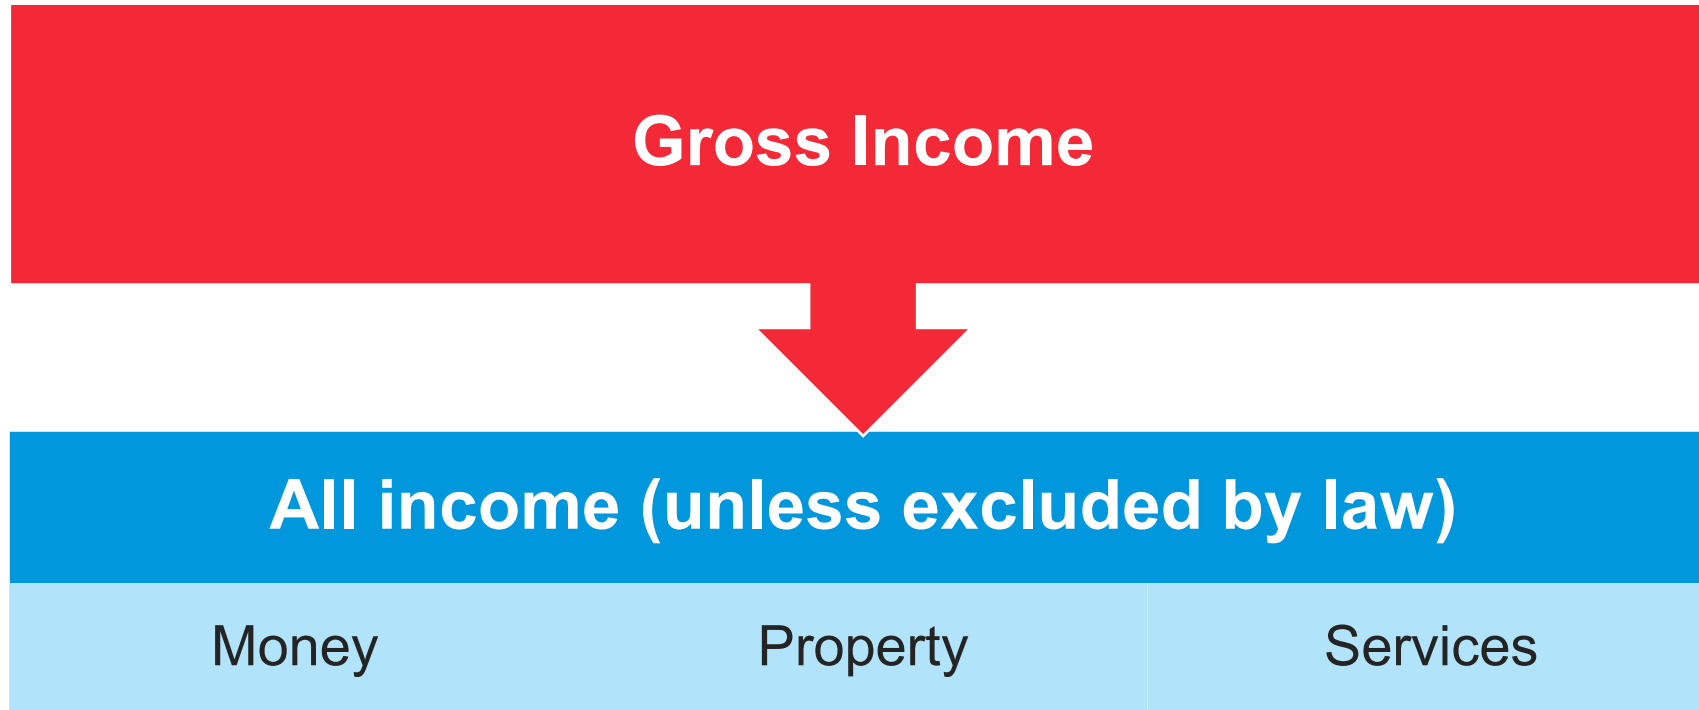 Gross Income
All income (unless excluded by law)
Money Property Services